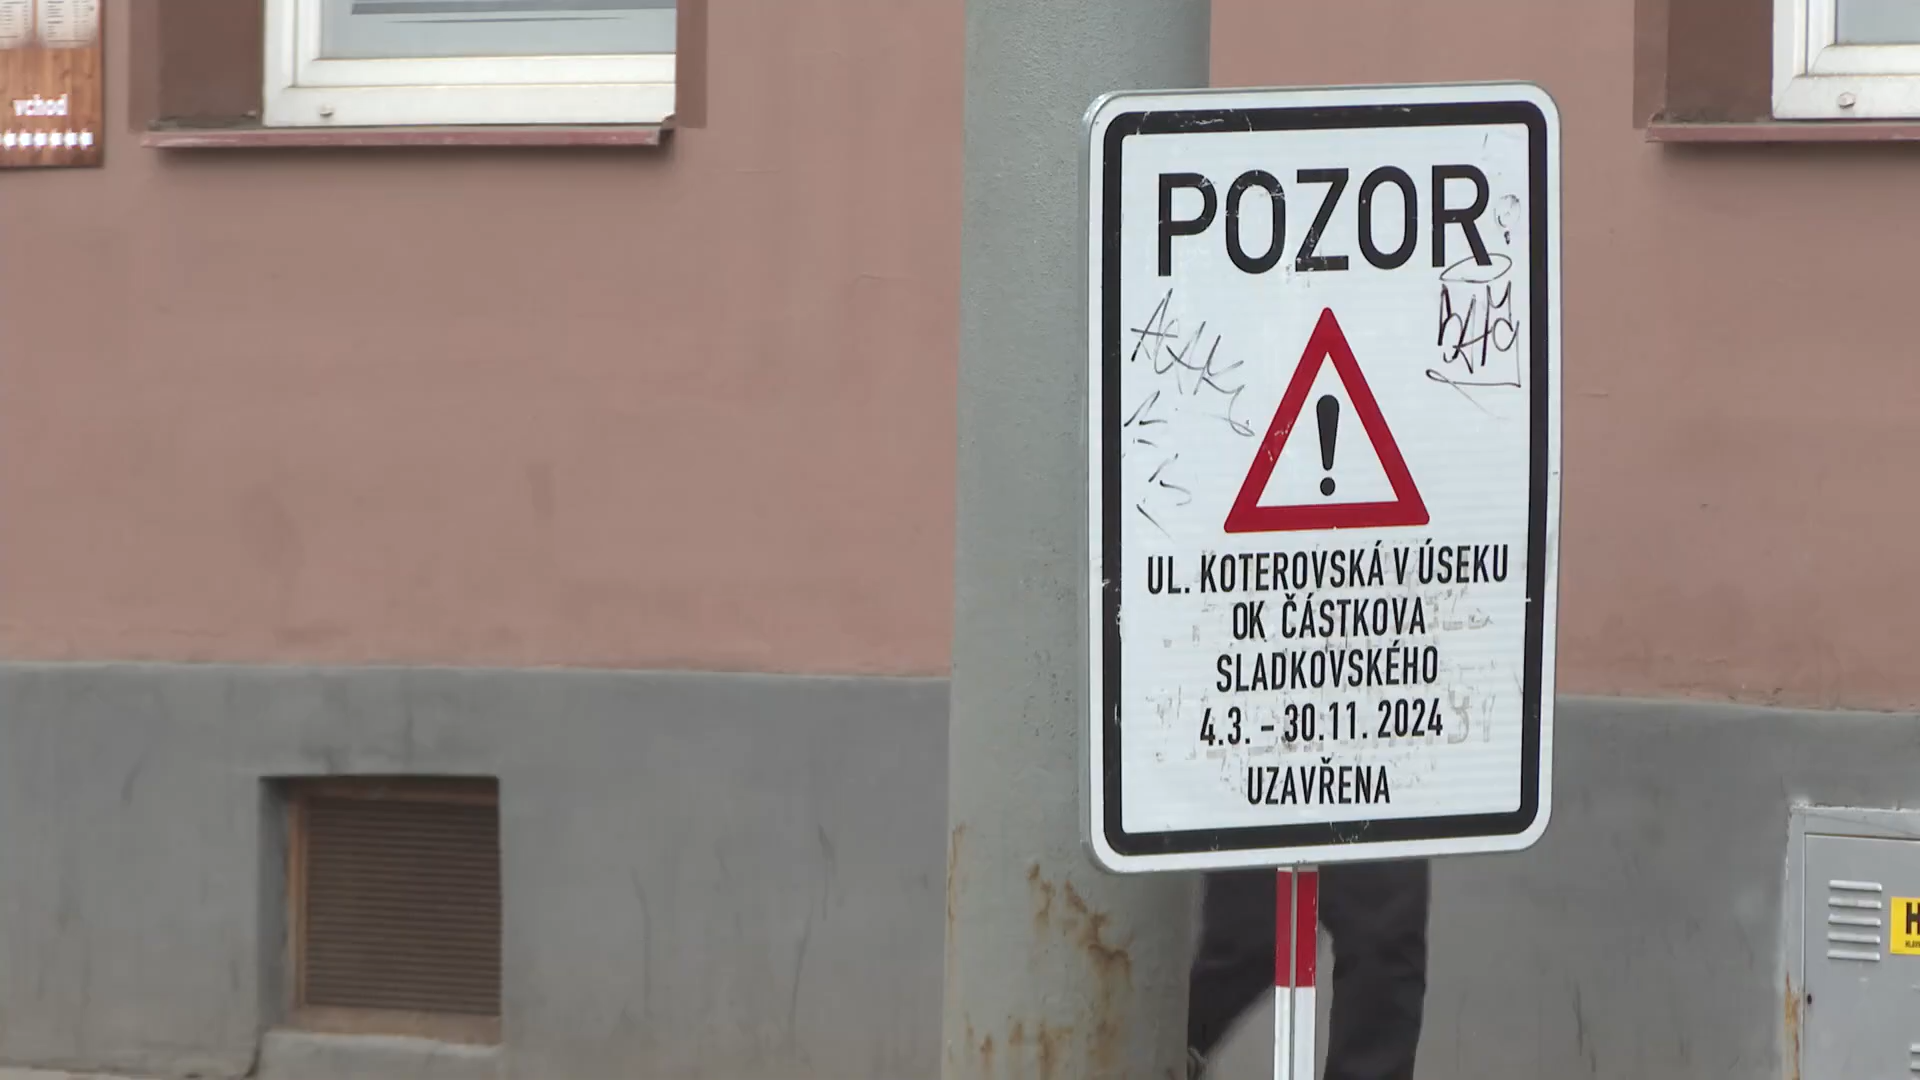 vchod
POZOR
UL. KOTEROVSKÁ V ÚSEKU
OK ČÁSTKOVA
SLADKOVSKÉHO
4.3. – 30.11. 2024
UZAVŘENA